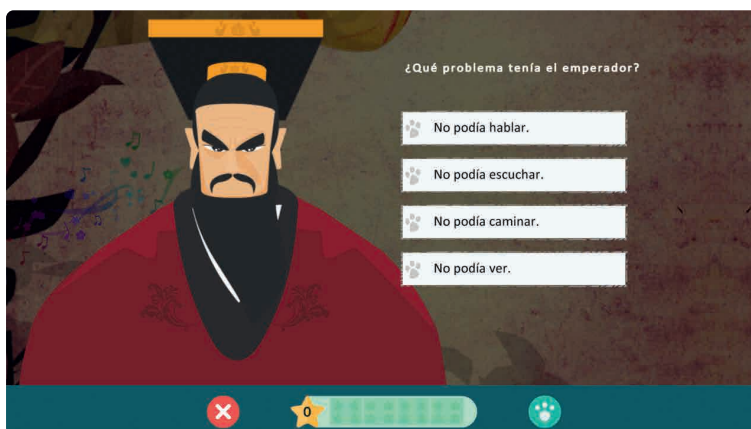 ¿Qué problema tenía el emperador?
No podía hablar.
No podía escuchar.
No podía caminar.
No podía ver.
0